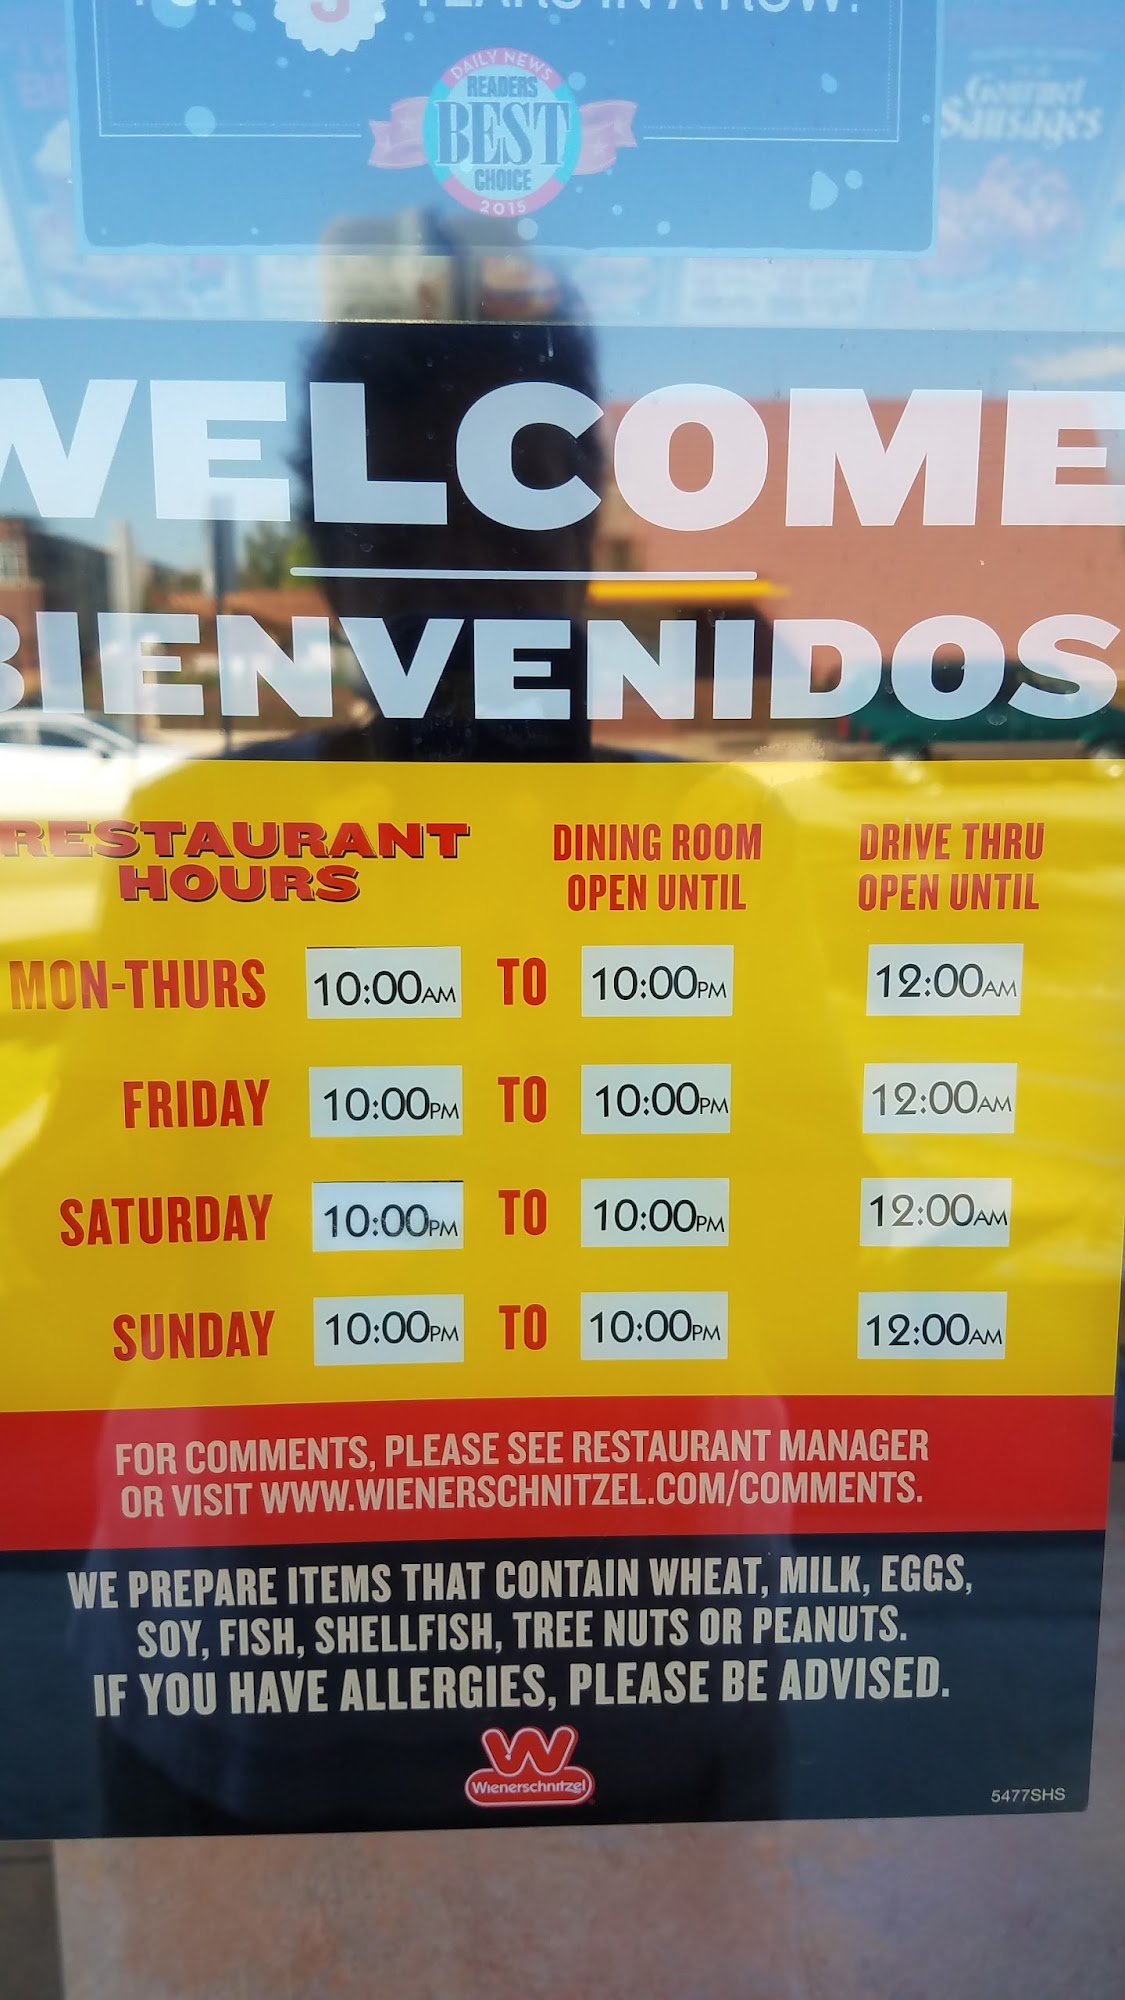 YEARS IN A ROW!
DAILY NEWS
READERS
BEST
CHOICE
2015
Gourmet
Sausages
WELCOME
BIENVENIDOS
RESTAURANT HOURS DINING ROOM OPEN UNTIL DRIVE THRU OPEN UNTIL
MON-THURS 10:00AM TO 10:00PM 12:00AM
FRIDAY 10:00PM TO 10:00PM 12:00AM
SATURDAY 10:00PM TO 10:00PM 12:00AM
SUNDAY 10:00PM TO 10:00PM 12:00AM
FOR COMMENTS, PLEASE SEE RESTAURANT MANAGER
OR VISIT WWW.WIENERSCHNITZEL.COM/COMMENTS.
WE PREPARE ITEMS THAT CONTAIN WHEAT, MILK, EGGS,
SOY, FISH, SHELLFISH, TREE NUTS OR PEANUTS.
IF YOU HAVE ALLERGIES, PLEASE BE ADVISED.
W
Wienerschnitzel
5477SHS